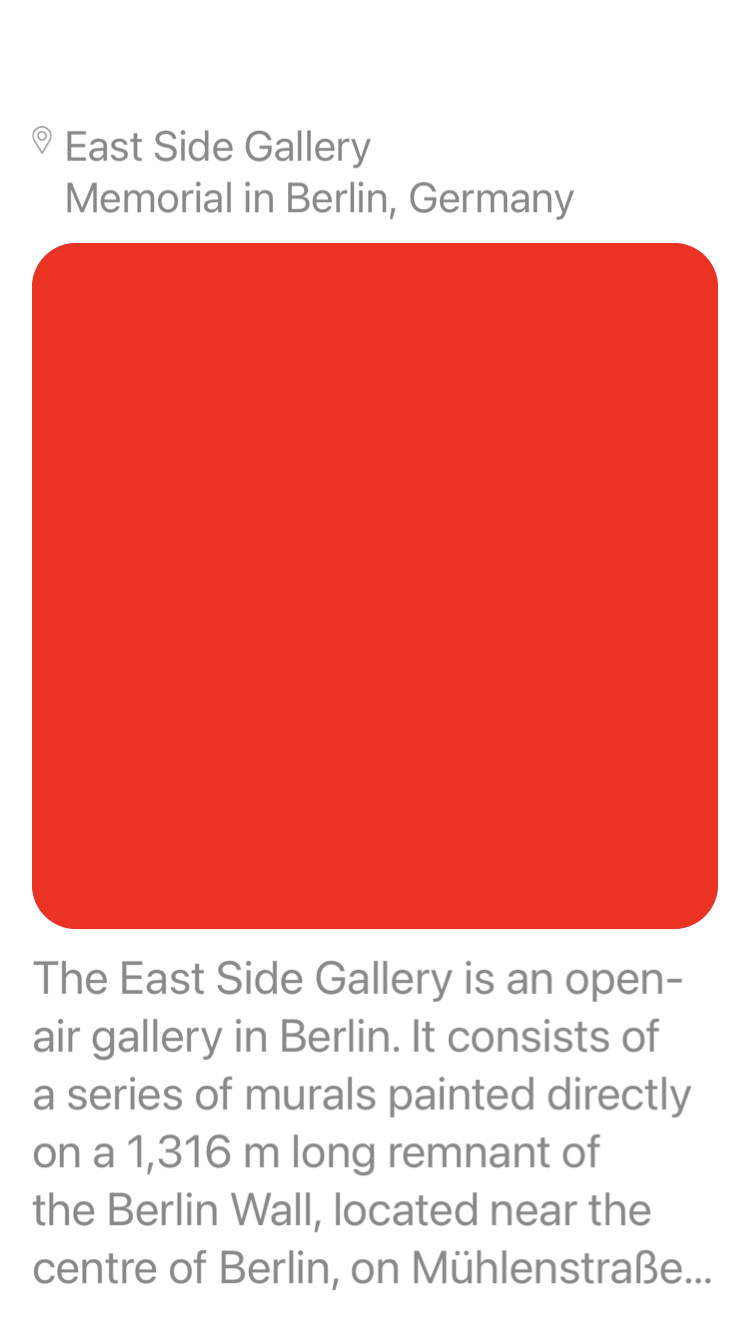 East Side Gallery
Memorial in Berlin, Germany
The East Side Gallery is an open-
air gallery in Berlin. It consists of
a series of murals painted directly
on a 1,316 m long remnant of
the Berlin Wall, located near the
centre of Berlin, on Mühlenstraße...